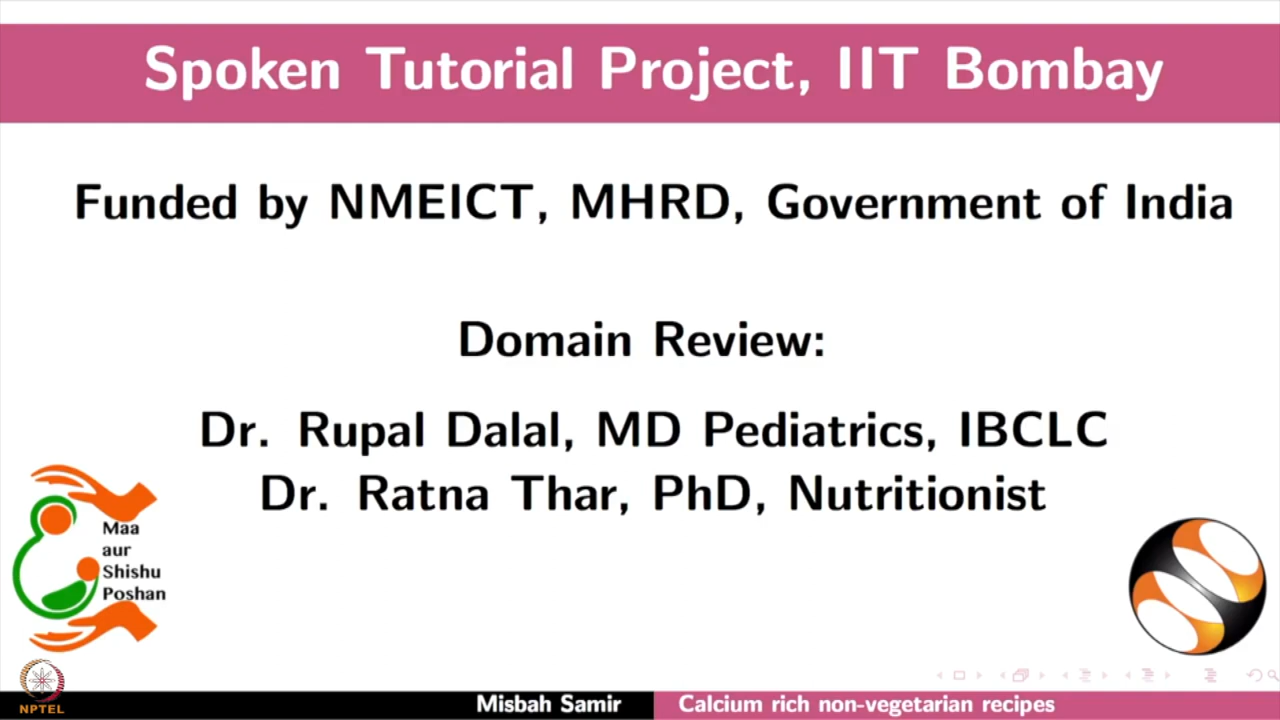 Spoken Tutorial Project, IIT Bombay
Funded by NMEICT, MHRD, Government of India
Domain Review:
Dr. Rupal Dalal, MD Pediatrics, IBCLC
Dr. Ratna Thar, PhD, Nutritionist
Maa
aur
Shishu
Poshan
NPTEL
Misbah Samir
Calcium rich non-vegetarian recipes